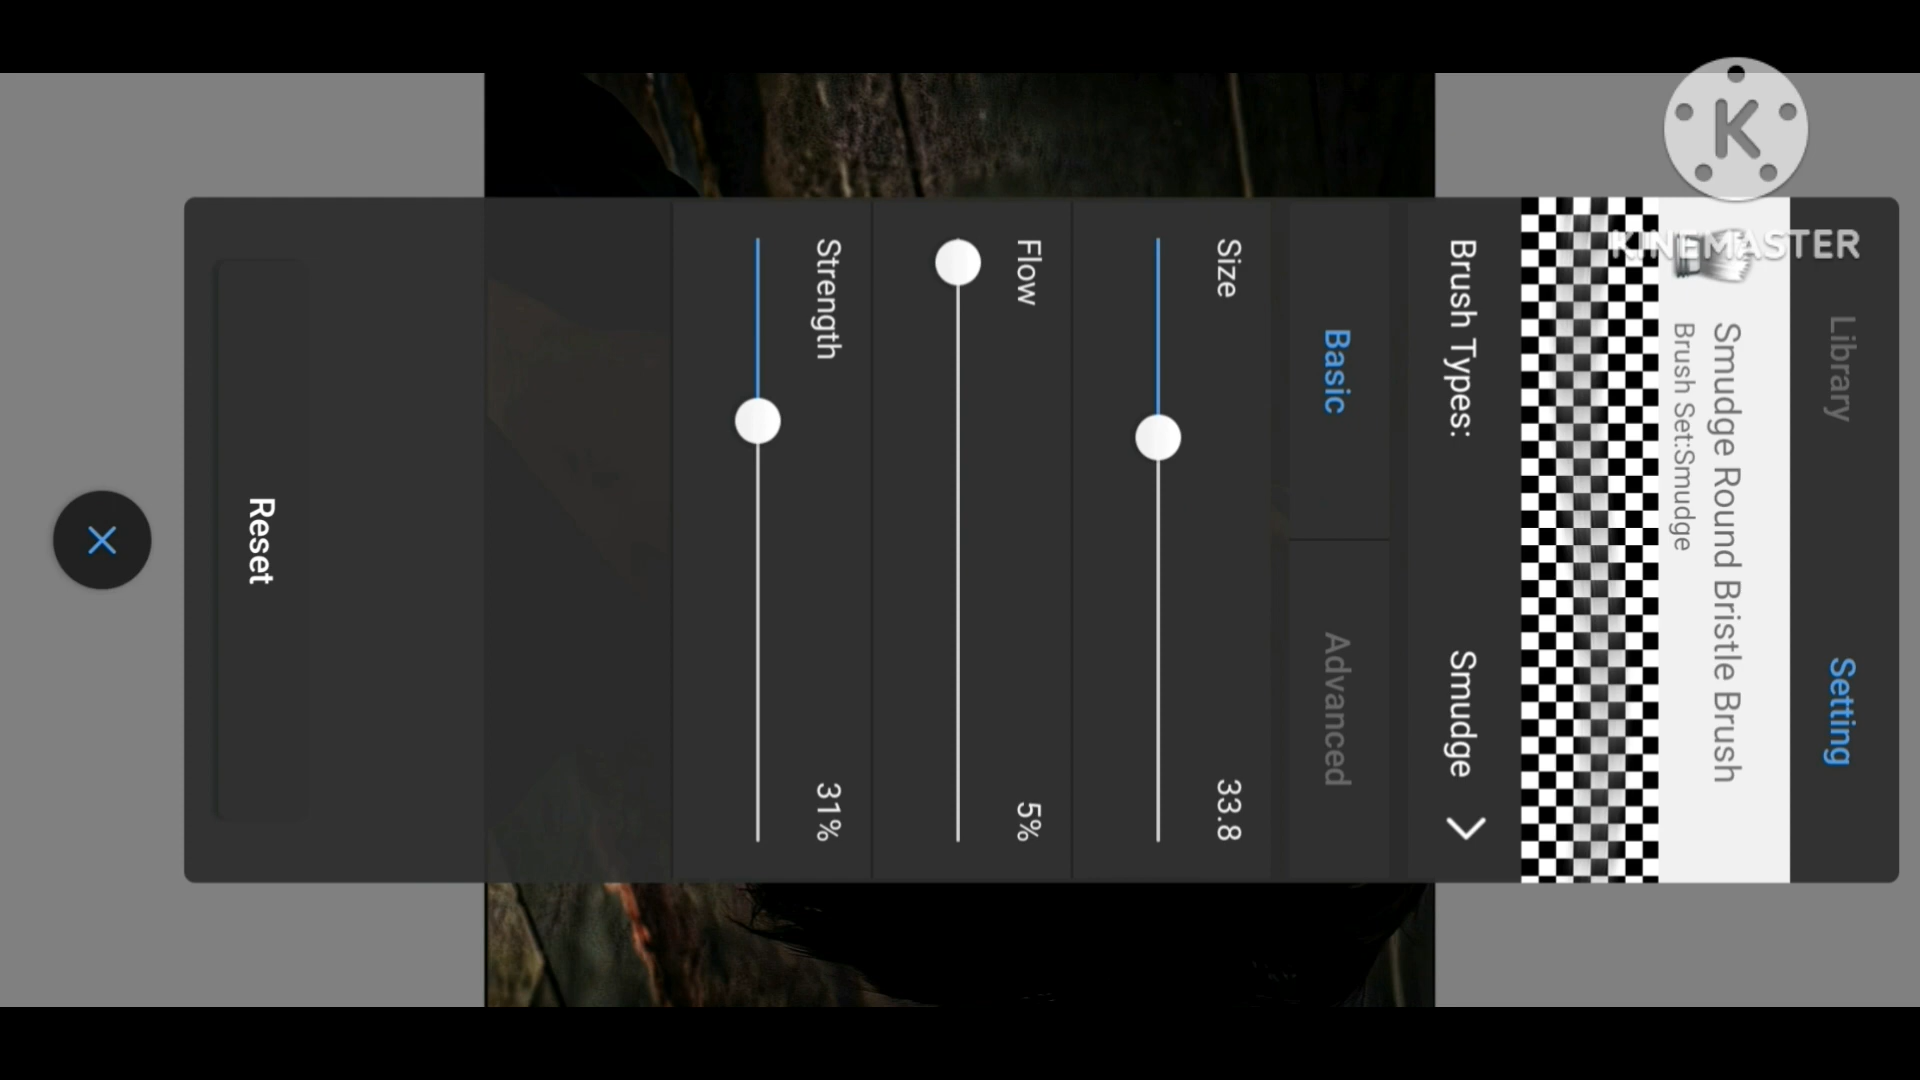 KINEMASTER
Library
Setting
Smudge Round Bristle Brush
Brush Set:Smudge
Brush Types:
Smudge
Basic
Advanced
Size
33.8
Flow
5%
Strength
31%
Reset